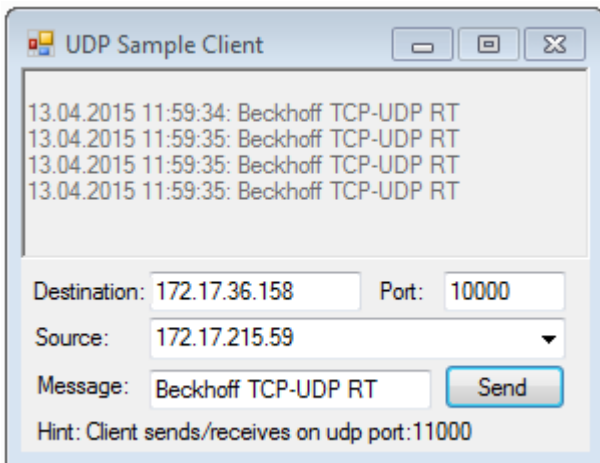 UDP Sample Client
13.04.2015 11:59:34: Beckhoff TCP-UDP RT
13.04.2015 11:59:35: Beckhoff TCP-UDP RT
13.04.2015 11:59:35: Beckhoff TCP-UDP RT
13.04.2015 11:59:35: Beckhoff TCP-UDP RT
Destination: 172.17.36.158 Port: 10000
Source: 172.17.215.59
Message: Beckhoff TCP-UDP RT Send
Hint: Client sends/receives on udp port:11000